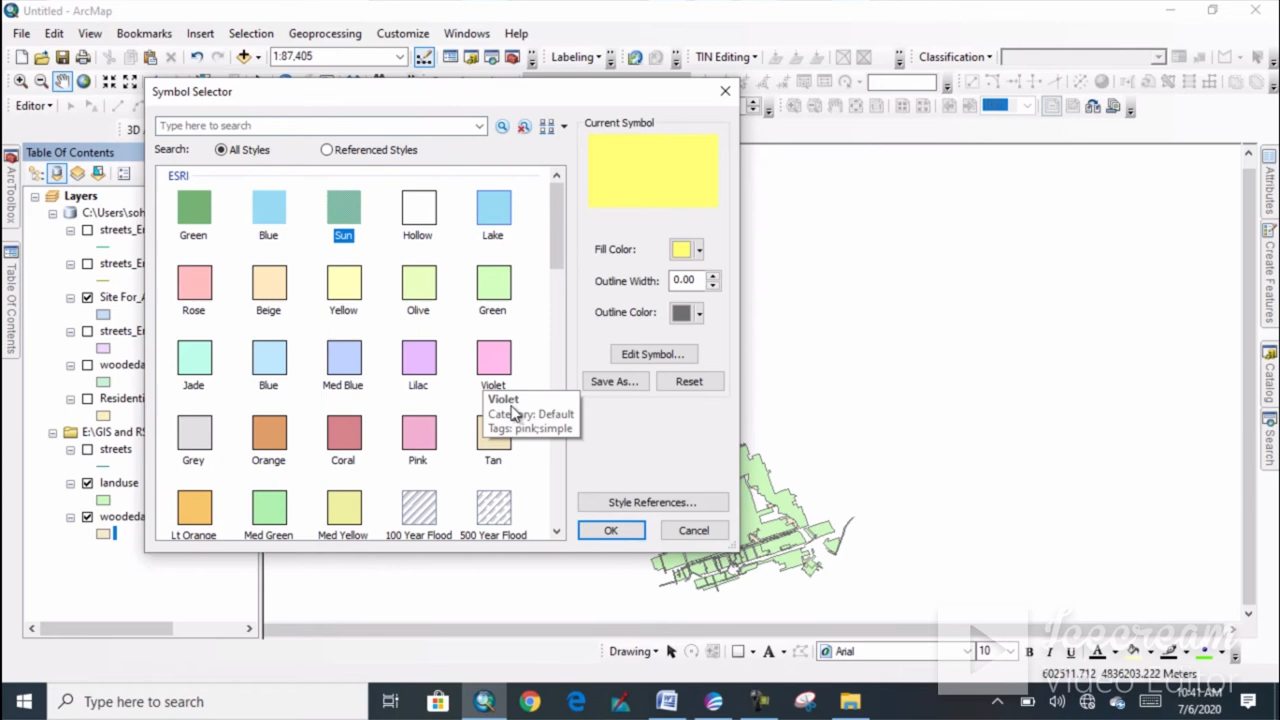 Untitled - ArcMap
File Edit View Bookmarks Insert Selection Geoprocessing Customize Windows Help
1:87,405
Labeling
TIN Editing
Classification
Editor
3D A
ArcToolbox
Table Of Contents
Table Of Contents
Layers
C:\Users\soh
streets_En
streets_En
Site For_A
streets_En
woodeda
Residenti
E:\GIS and RS
streets
landuse
wooded
Symbol Selector
Type here to search
Search: All Styles Referenced Styles
ESRI
Green Blue Sun Hollow Lake
Rose Beige Yellow Olive Green
Jade Blue Med Blue Lilac Violet
Violet
Category: Default
Tags: pink;simple
Grey Orange Coral Pink Tan
Lt Orange Med Green Med Yellow 100 Year Flood 500 Year Flood
Current Symbol
Fill Color:
Outline Width: 0.00
Outline Color:
Edit Symbol...
Save As... Reset
Style References...
OK Cancel
Attributes
Create Features
Catalog
Search
Drawing A Arial 10 B I U A
602511.712 4836203.222 Meters
Icecream
Video Editor
Type here to search
10:41 AM
7/6/2020